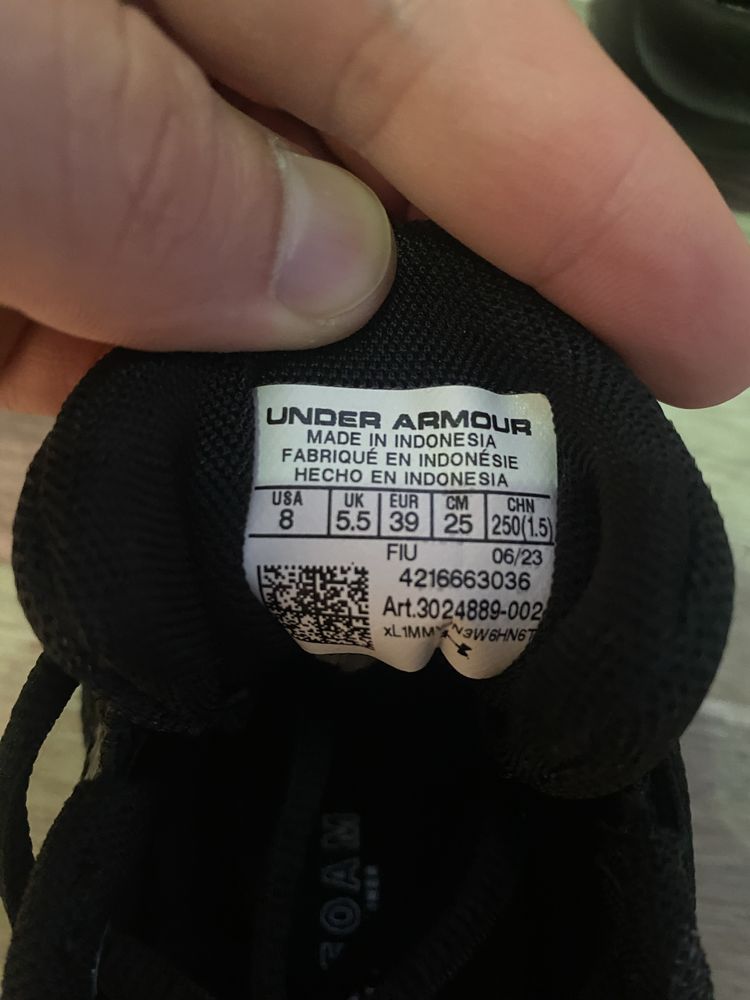 UNDER ARMOUR
MADE IN INDONESIA
FABRIQUÉ EN INDONÉSIE
HECHO EN INDONESIA
USA UK EUR CM CHN
8 5.5 39 25 250(1.5)
FIU 06/23
4216663036
Art.3024889-002
FOAM